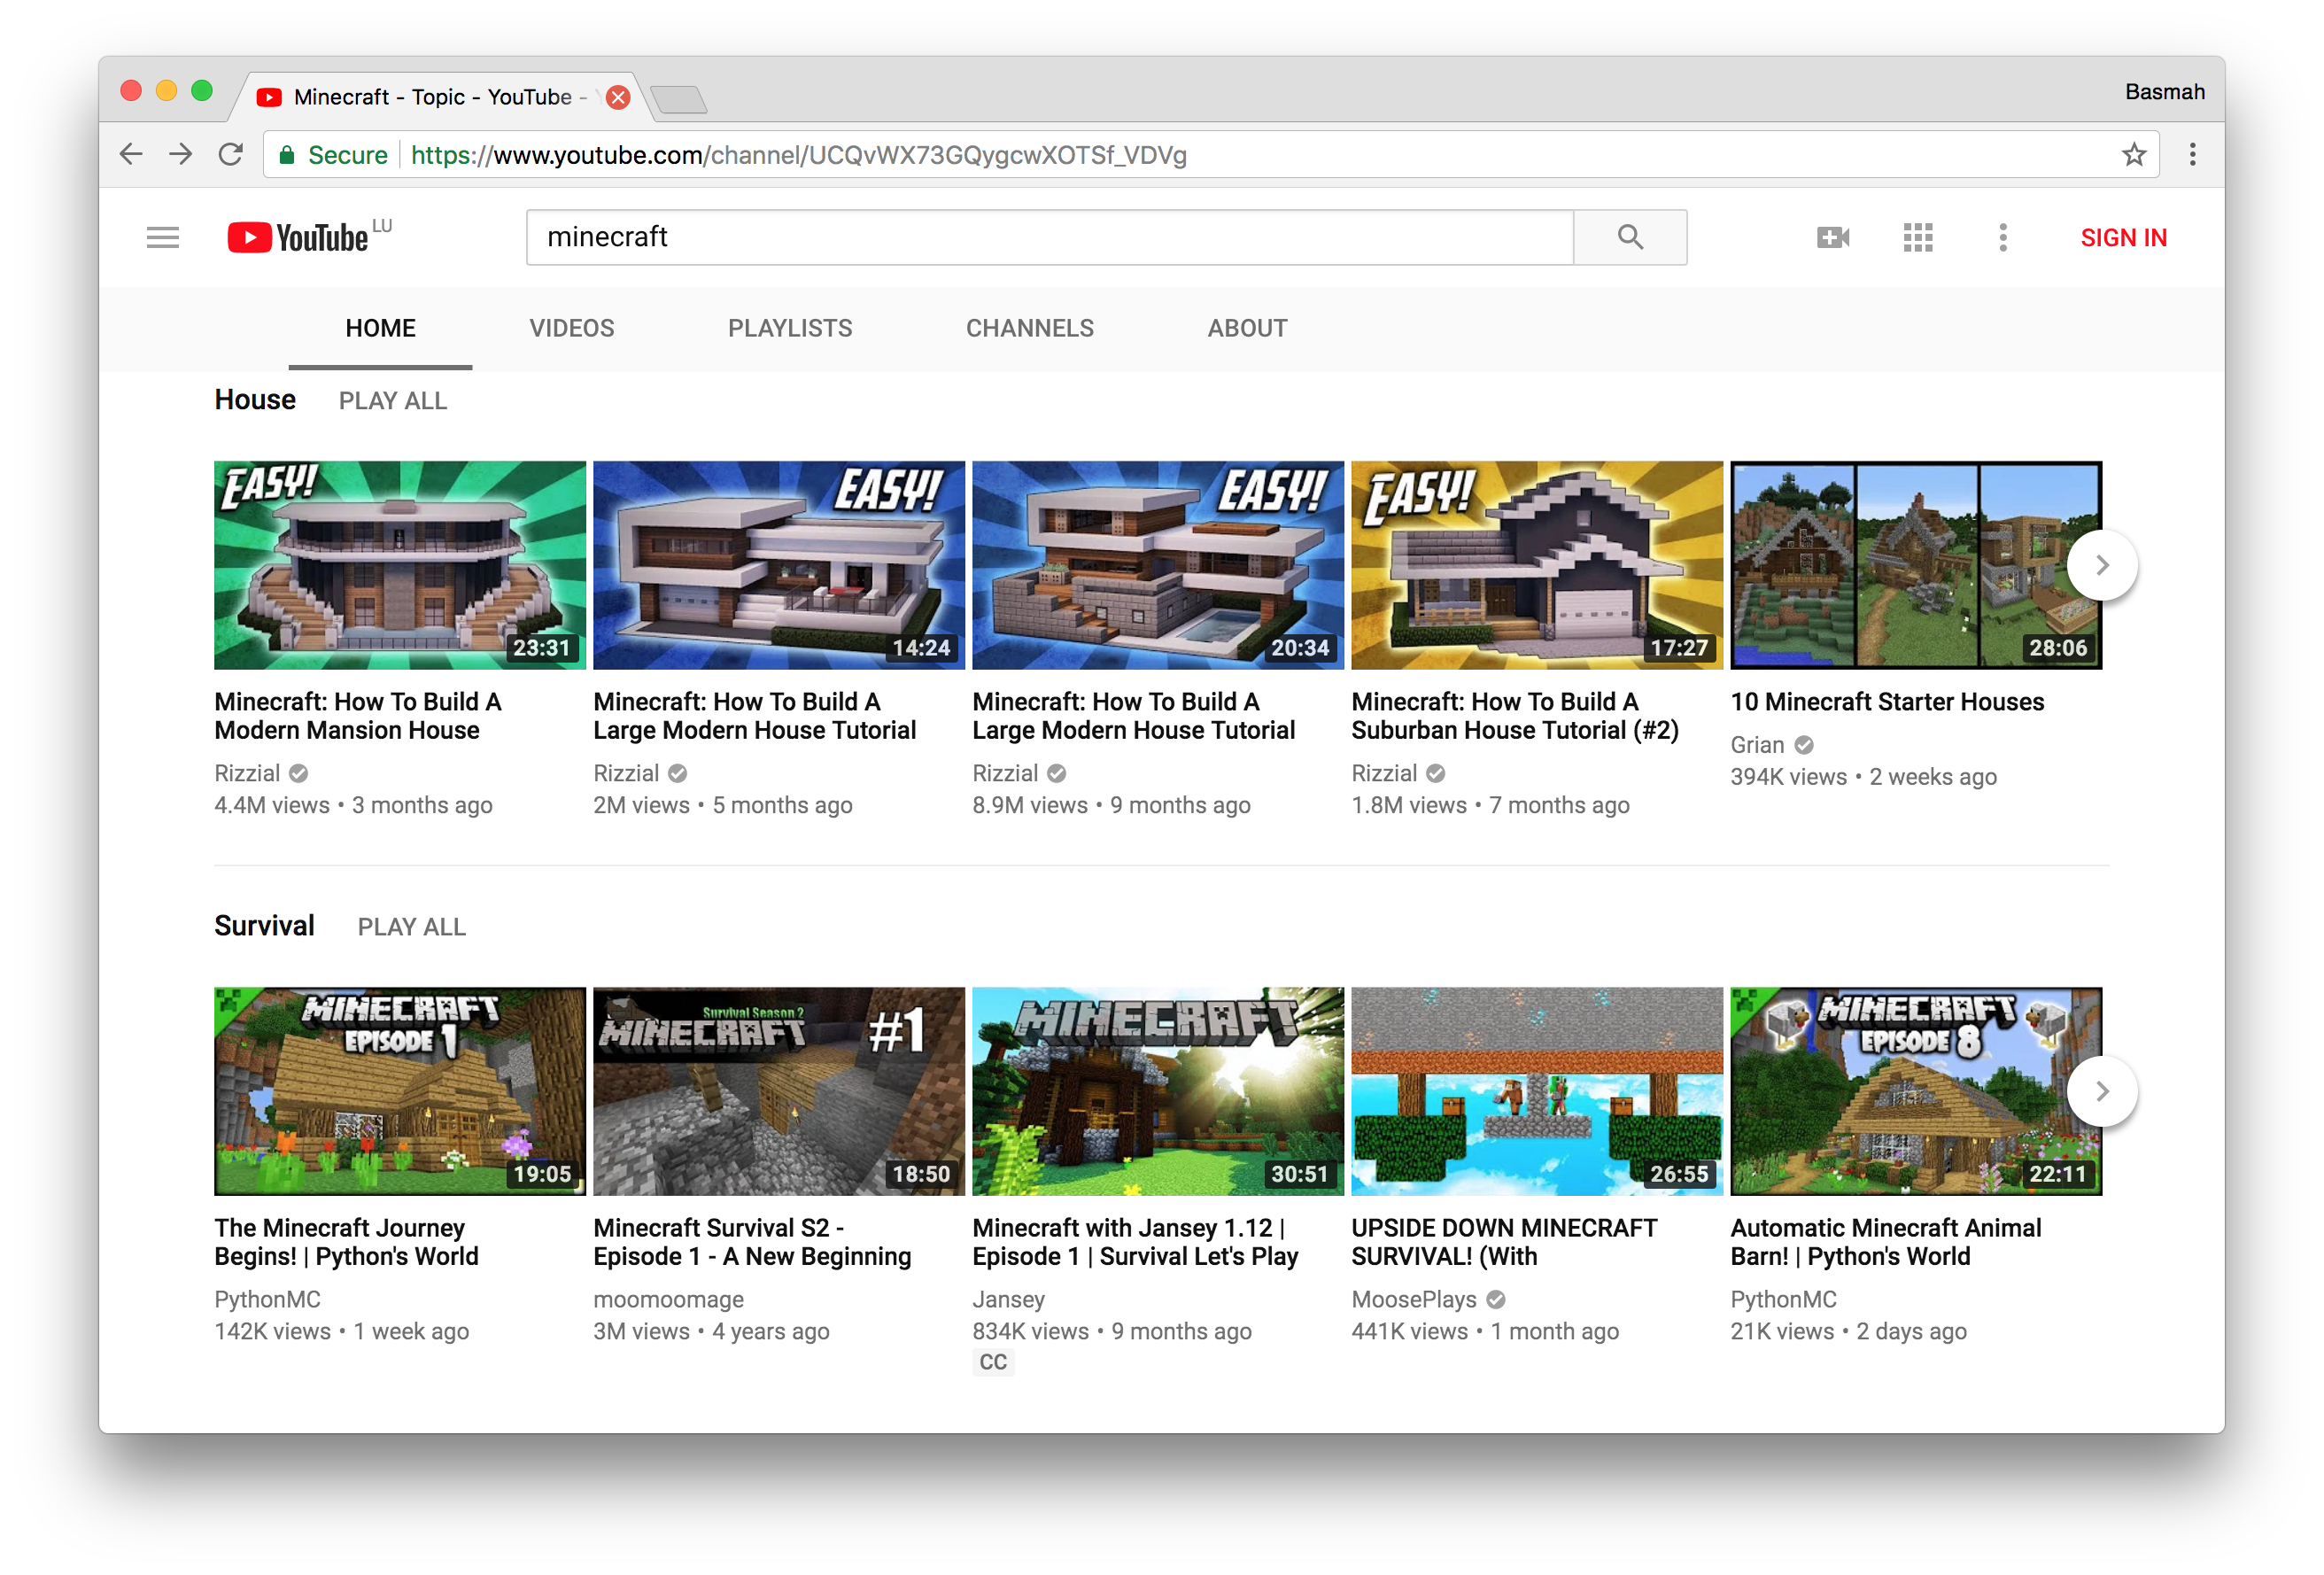 Minecraft - Topic - YouTube -
Basmah
Secure https://www.youtube.com/channel/UCQvWX73GQygcwXOTSf_VDVg
YouTube LU
minecraft
SIGN IN
HOME VIDEOS PLAYLISTS CHANNELS ABOUT
House PLAY ALL
EASY!
23:31
EASY!
14:24
EASY!
20:34
EASY!
17:27
28:06
Minecraft: How To Build A
Modern Mansion House
Rizzial
4.4M views • 3 months ago
Minecraft: How To Build A
Large Modern House Tutorial
Rizzial
2M views • 5 months ago
Minecraft: How To Build A
Large Modern House Tutorial
Rizzial
8.9M views • 9 months ago
Minecraft: How To Build A
Suburban House Tutorial (#2)
Rizzial
1.8M views • 7 months ago
10 Minecraft Starter Houses
Grian
394K views • 2 weeks ago
Survival PLAY ALL
MINECRAFT
EPISODE 1
19:05
Survival Season 2
MINECRAFT
#1
18:50
MINECRAFT
30:51
26:55
MINECRAFT
EPISODE 8
22:11
The Minecraft Journey
Begins! | Python's World
PythonMC
142K views • 1 week ago
Minecraft Survival S2 -
Episode 1 - A New Beginning
moomoomage
3M views • 4 years ago
Minecraft with Jansey 1.12 |
Episode 1 | Survival Let's Play
Jansey
834K views • 9 months ago
CC
UPSIDE DOWN MINECRAFT
SURVIVAL! (With
MoosePlays
441K views • 1 month ago
Automatic Minecraft Animal
Barn! | Python's World
PythonMC
21K views • 2 days ago